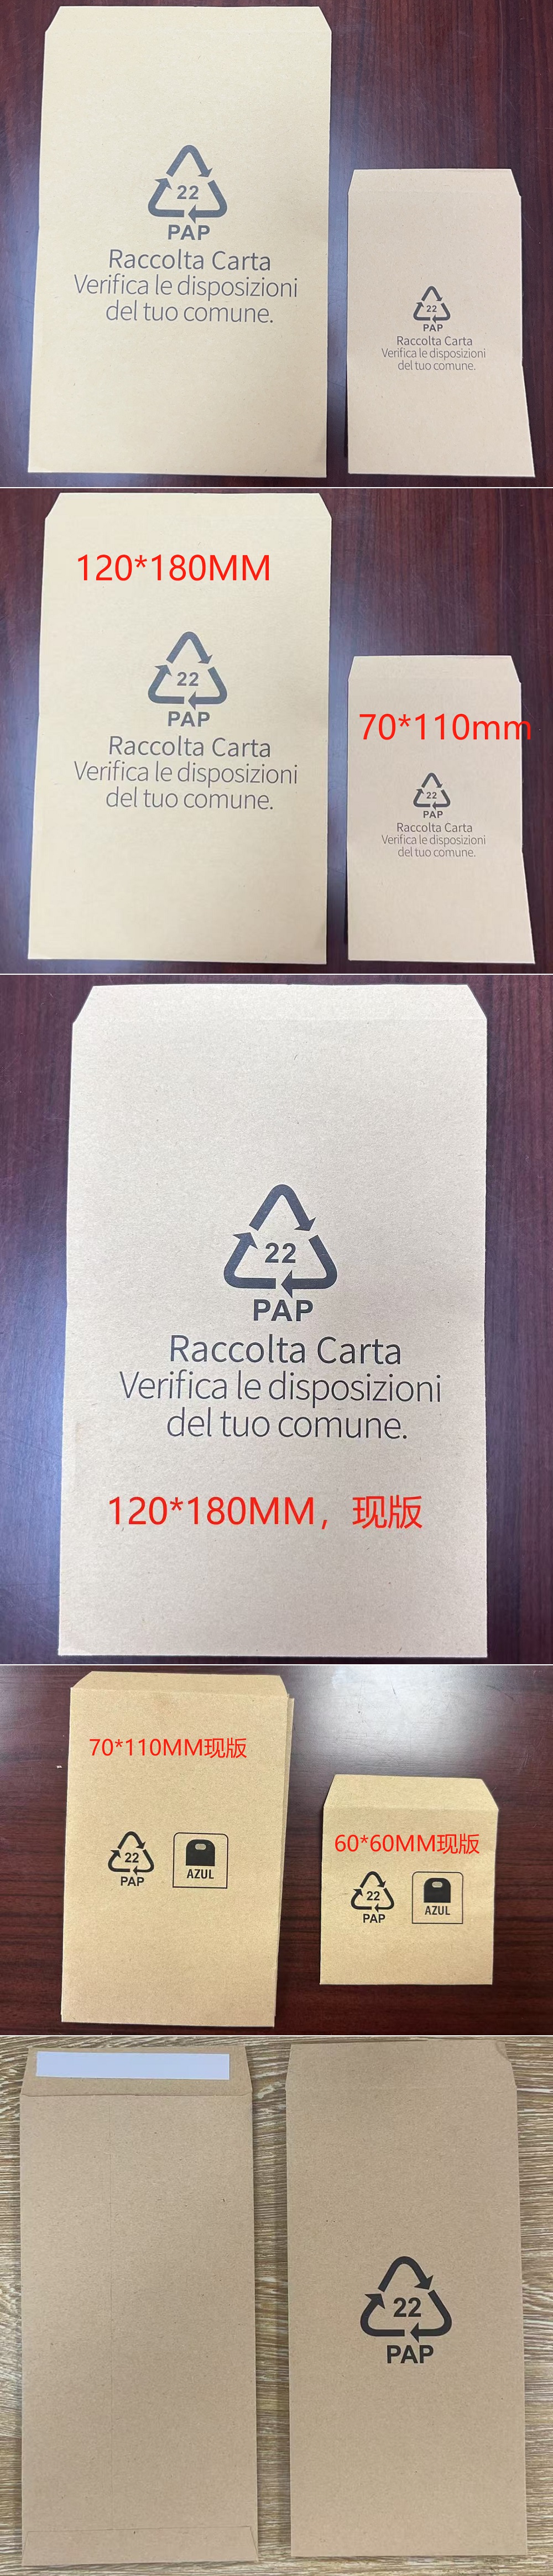 22
PAP
Raccolta Carta
Verifica le disposizioni
del tuo comune.
22
PAP
Raccolta Carta
Verifica le disposizioni
del tuo comune.
120*180MM
22
PAP
Raccolta Carta
Verifica le disposizioni
del tuo comune.
70*110mm
22
PAP
Raccolta Carta
Verifica le disposizioni
del tuo comune.
22
PAP
Raccolta Carta
Verifica le disposizioni
del tuo comune.
120*180MM，现版
70*110MM现版
22
PAP
AZUL
60*60MM现版
22
PAP
AZUL
22
PAP